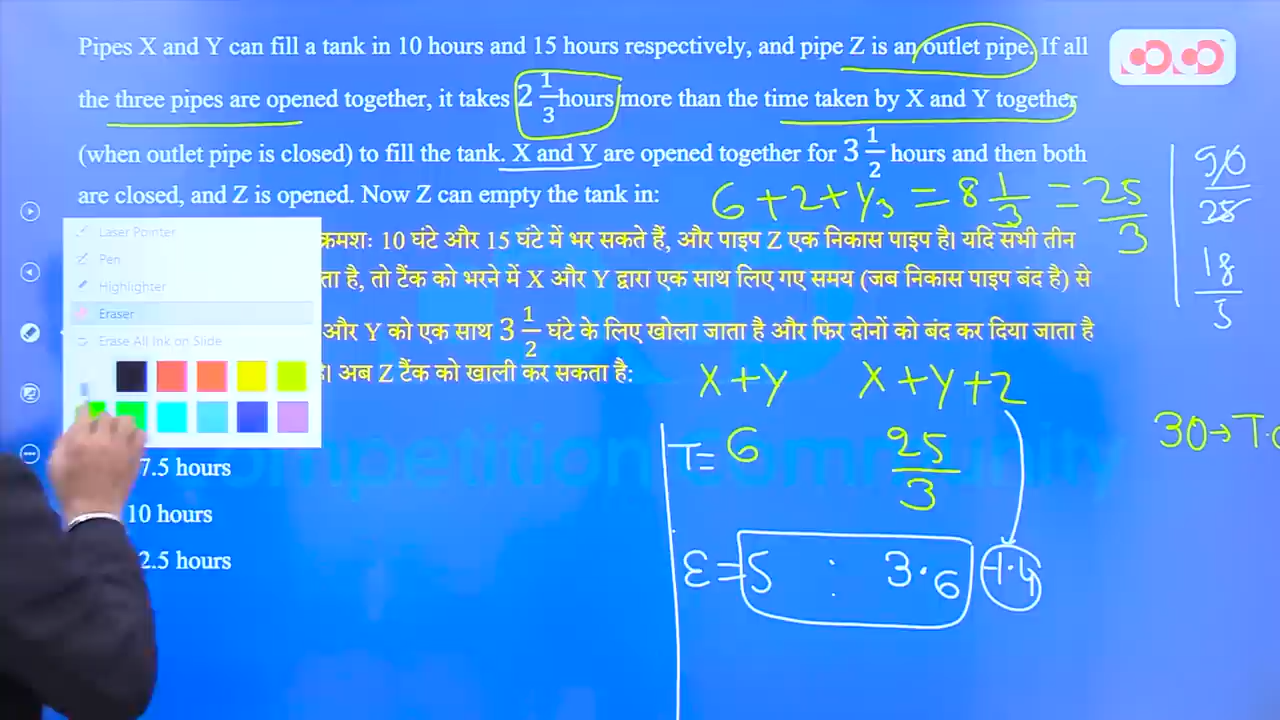 Pipes X and Y can fill a tank in 10 hours and 15 hours respectively, and pipe Z is an outlet pipe. If all
the three pipes are opened together, it takes 2 1/3 hours more than the time taken by X and Y together
(when outlet pipe is closed) to fill the tank. X and Y are opened together for 3 1/2 hours and then both
are closed, and Z is opened. Now Z can empty the tank in:
6 + 2 + 1/3 = 8 1/3 = 25/3
90/25
18/5
Laser Pointer
Pen
Highlighter
Eraser
Erase All Ink on Slide
क्रमशः 10 घंटे और 15 घंटे में भर सकते हैं, और पाइप Z एक निकास पाइप है। यदि सभी तीन
ता है, तो टैंक को भरने में X और Y द्वारा एक साथ लिए गए समय (जब निकास पाइप बंद है) से
और Y को एक साथ 3 1/2 घंटे के लिए खोला जाता है और फिर दोनों को बंद कर दिया जाता है
। अब Z टैंक को खाली कर सकता है:
X + Y X + Y + Z
T = 6 25/3
30 → T.
E = 5 : 3.6 -1.4
7.5 hours
10 hours
2.5 hours
ompetition Community